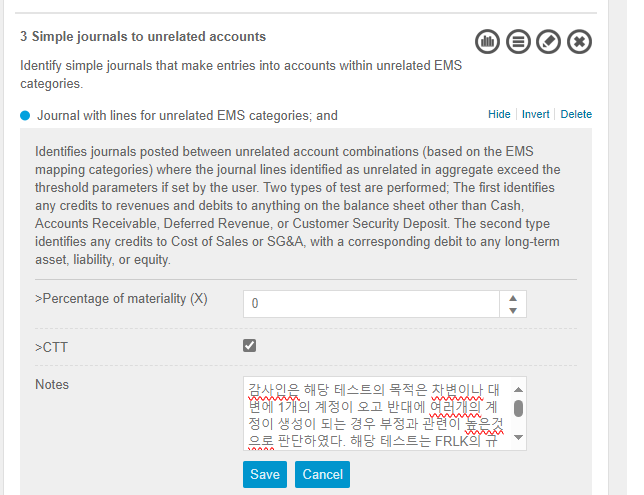 3 Simple journals to unrelated accounts
Identify simple journals that make entries into accounts within unrelated EMS
categories.
Journal with lines for unrelated EMS categories; and
Hide Invert Delete
Identifies journals posted between unrelated account combinations (based on the EMS
mapping categories) where the journal lines identified as unrelated in aggregate exceed the
threshold parameters if set by the user. Two types of test are performed; The first identifies
any credits to revenues and debits to anything on the balance sheet other than Cash,
Accounts Receivable, Deferred Revenue, or Customer Security Deposit. The second type
identifies any credits to Cost of Sales or SG&A, with a corresponding debit to any long-term
asset, liability, or equity.
>Percentage of materiality (X)
0
>CTT
Notes
감사인은 해당 테스트의 목적은 차변이나 대
변에 1개의 계정이 오고 반대에 여러개의 계
정이 생성이 되는 경우 부정과 관련이 높은것
으로 판단하였다. 해당 테스트는 FRLK의 규
Save Cancel